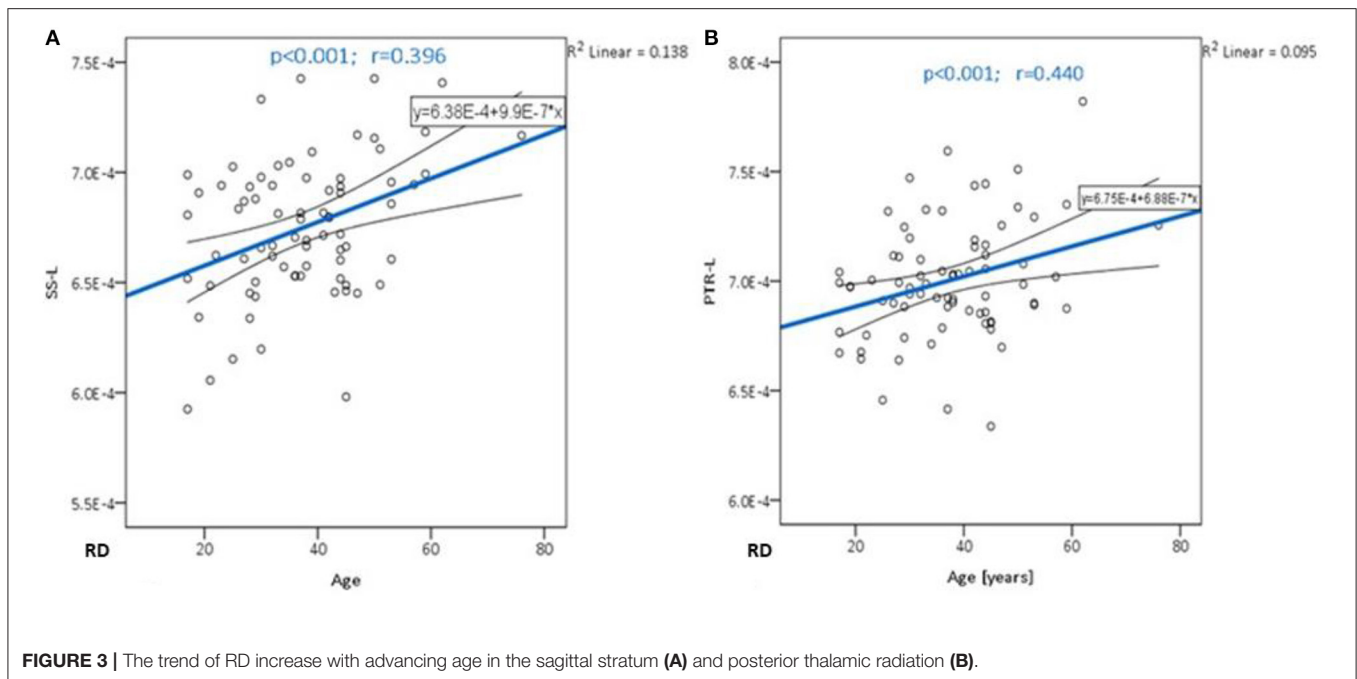 A
p<0.001; r=0.396
R² Linear = 0.138
7.5E-4
y=6.38E-4+9.9E-7*x
7.0E-4
SS-L
6.5E-4
6.0E-4
5.5E-4
RD
20 40 60 80
Age
B
p<0.001; r=0.440
R² Linear = 0.095
8.0E-4
7.5E-4
y=6.75E-4+6.88E-7*x
PTR-L
7.0E-4
6.5E-4
6.0E-4
RD
20 40 60 80
Age [years]
FIGURE 3 | The trend of RD increase with advancing age in the sagittal stratum (A) and posterior thalamic radiation (B).